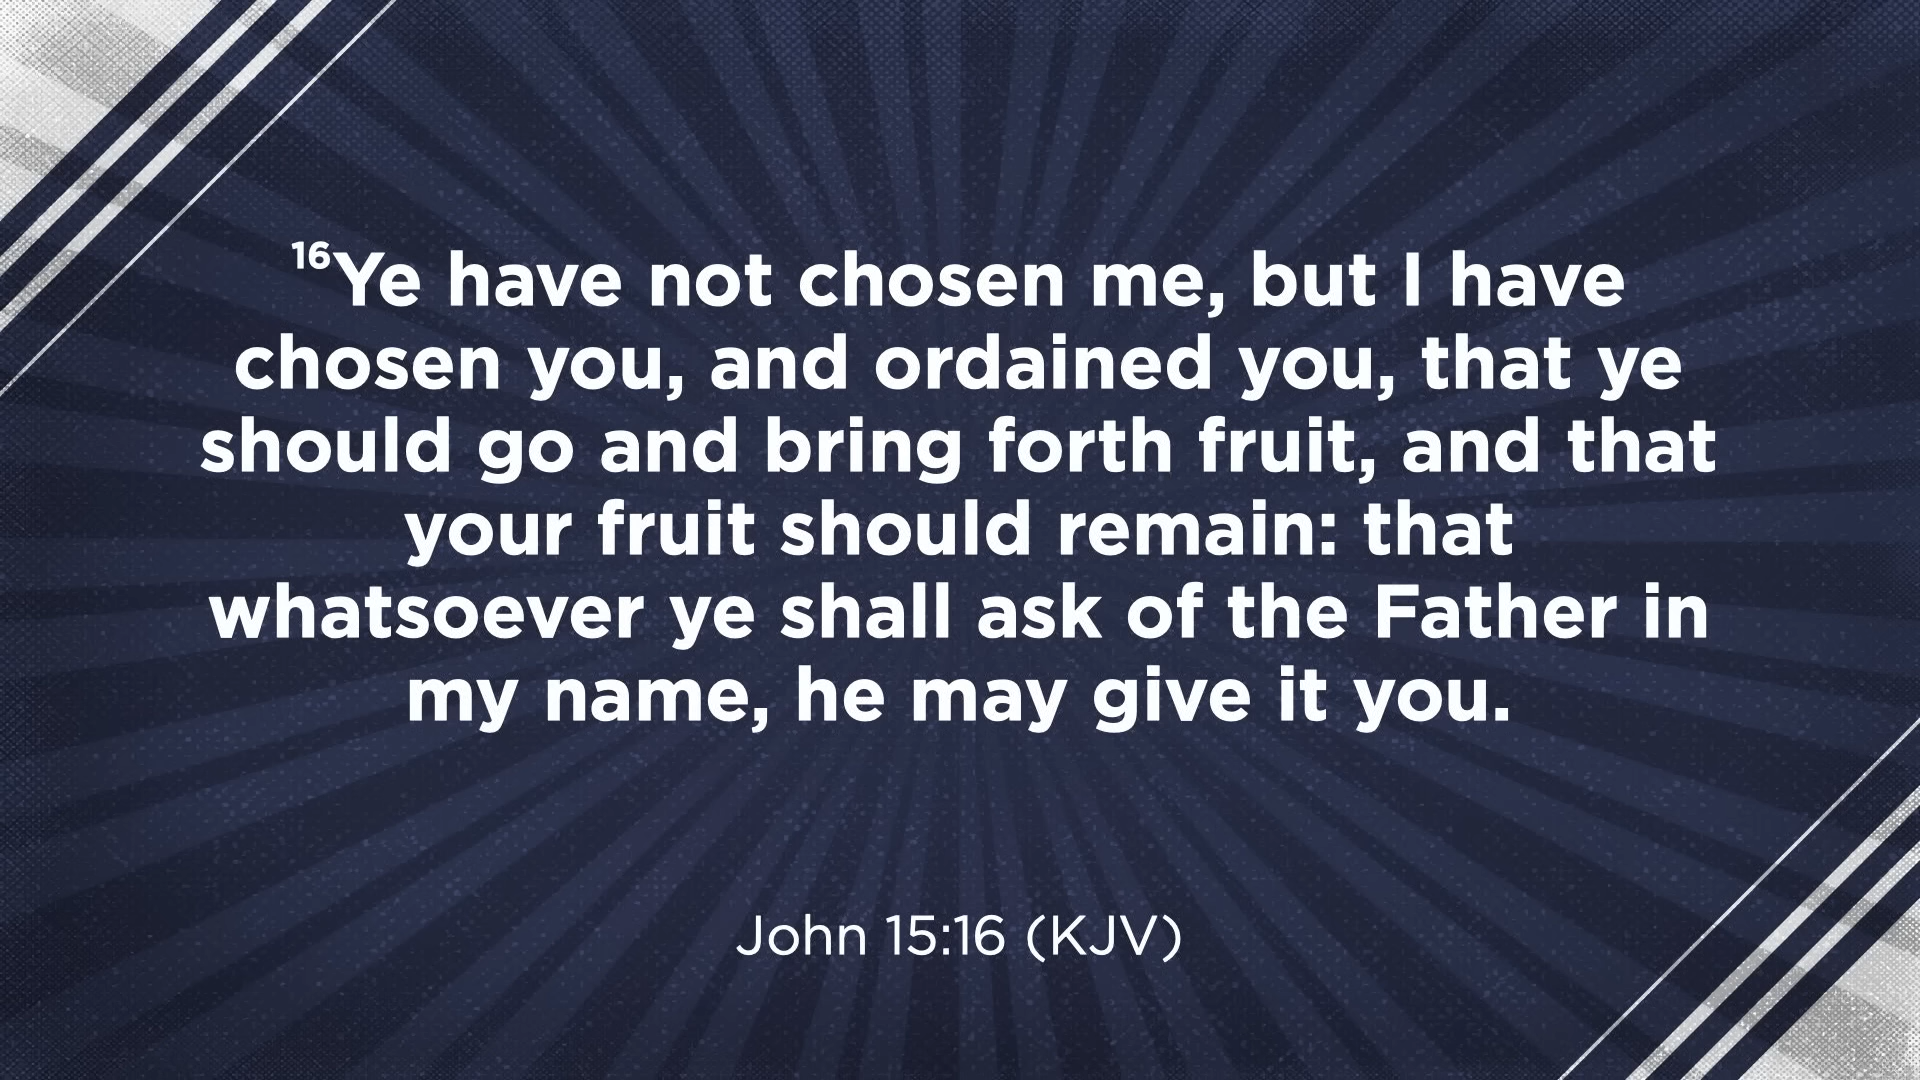 16Ye have not chosen me, but I have
chosen you, and ordained you, that ye
should go and bring forth fruit, and that
your fruit should remain: that
whatsoever ye shall ask of the Father in
my name, he may give it you.
John 15:16 (KJV)